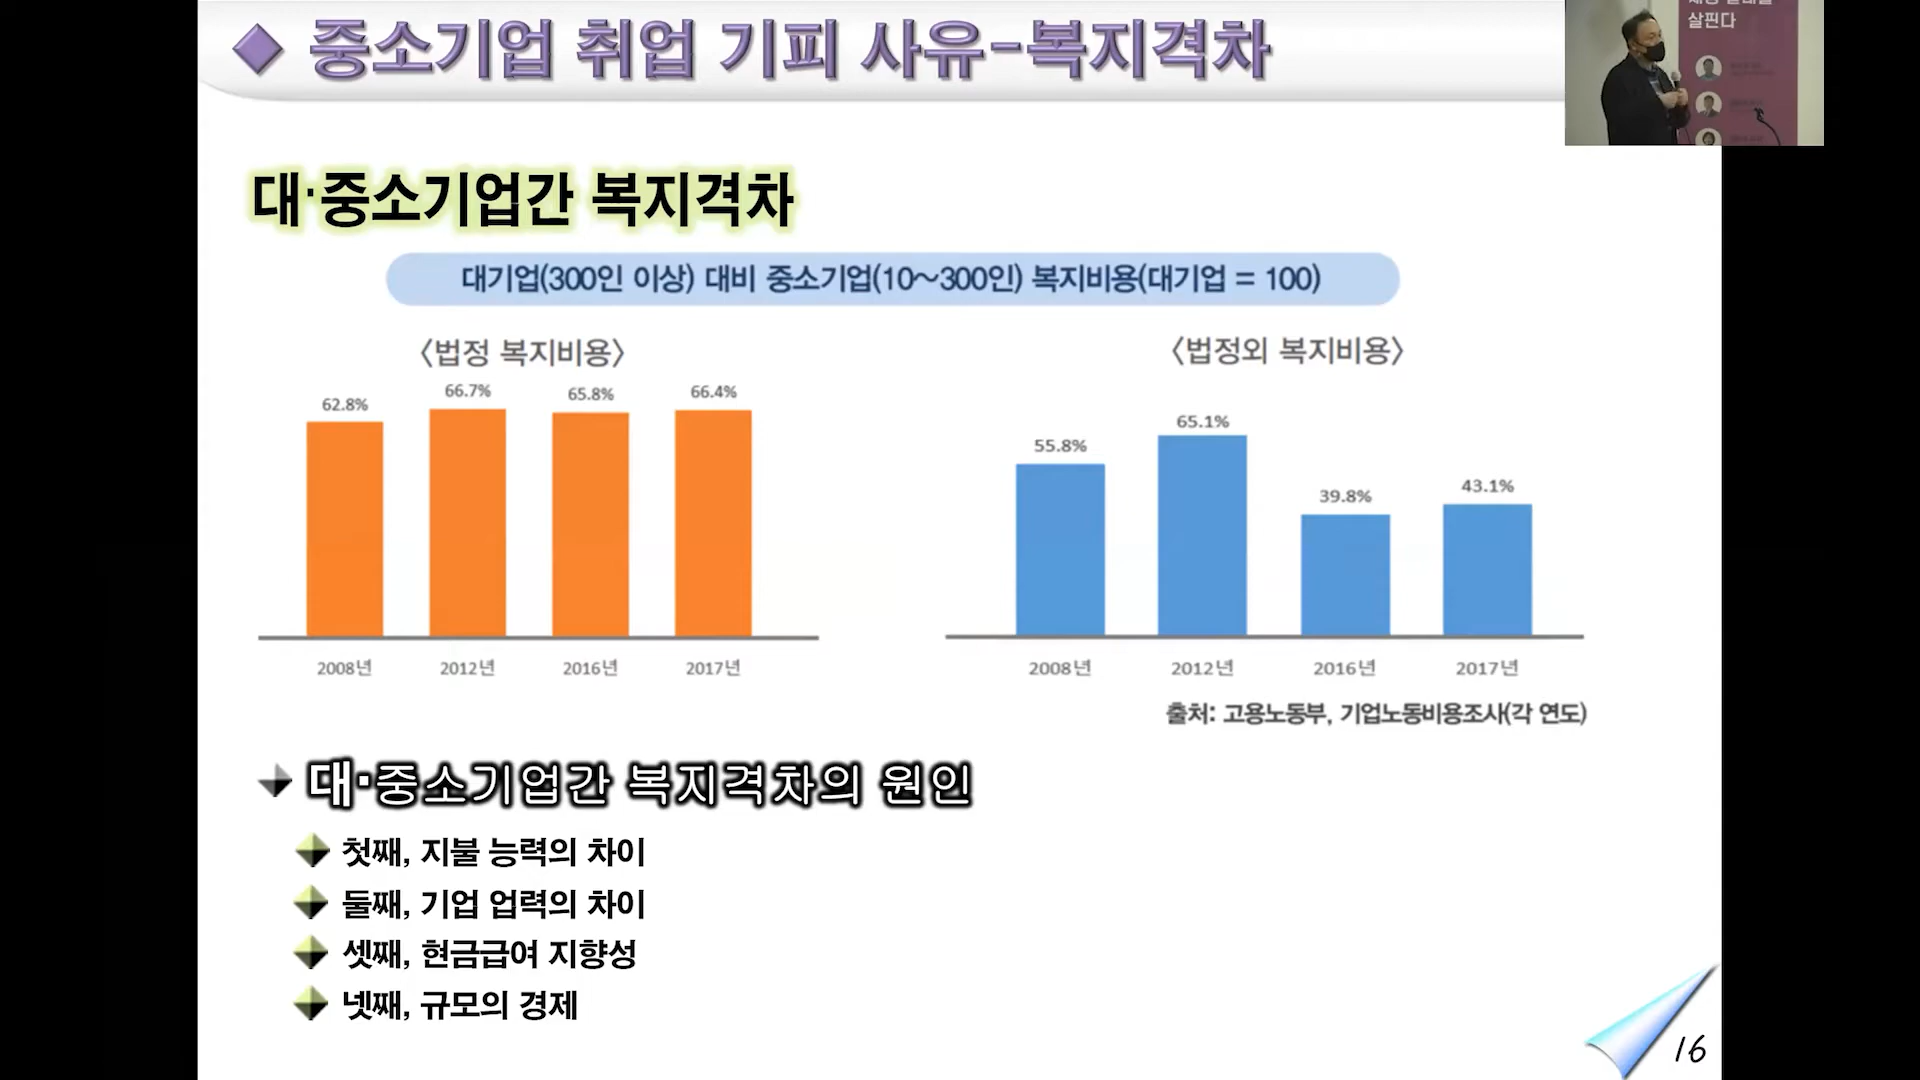 중소기업 취업 기피 사유-복지격차
살핀다
대·중소기업간 복지격차
대기업(300인 이상) 대비 중소기업(10~300인) 복지비용(대기업 = 100)
<법정 복지비용>
62.8%
66.7%
65.8%
66.4%
2008년
2012년
2016년
2017년
<법정외 복지비용>
55.8%
65.1%
39.8%
43.1%
2008년
2012년
2016년
2017년
출처: 고용노동부, 기업노동비용조사(각 연도)
대·중소기업간 복지격차의 원인
첫째, 지불 능력의 차이
둘째, 기업 업력의 차이
셋째, 현금급여 지향성
넷째, 규모의 경제
16